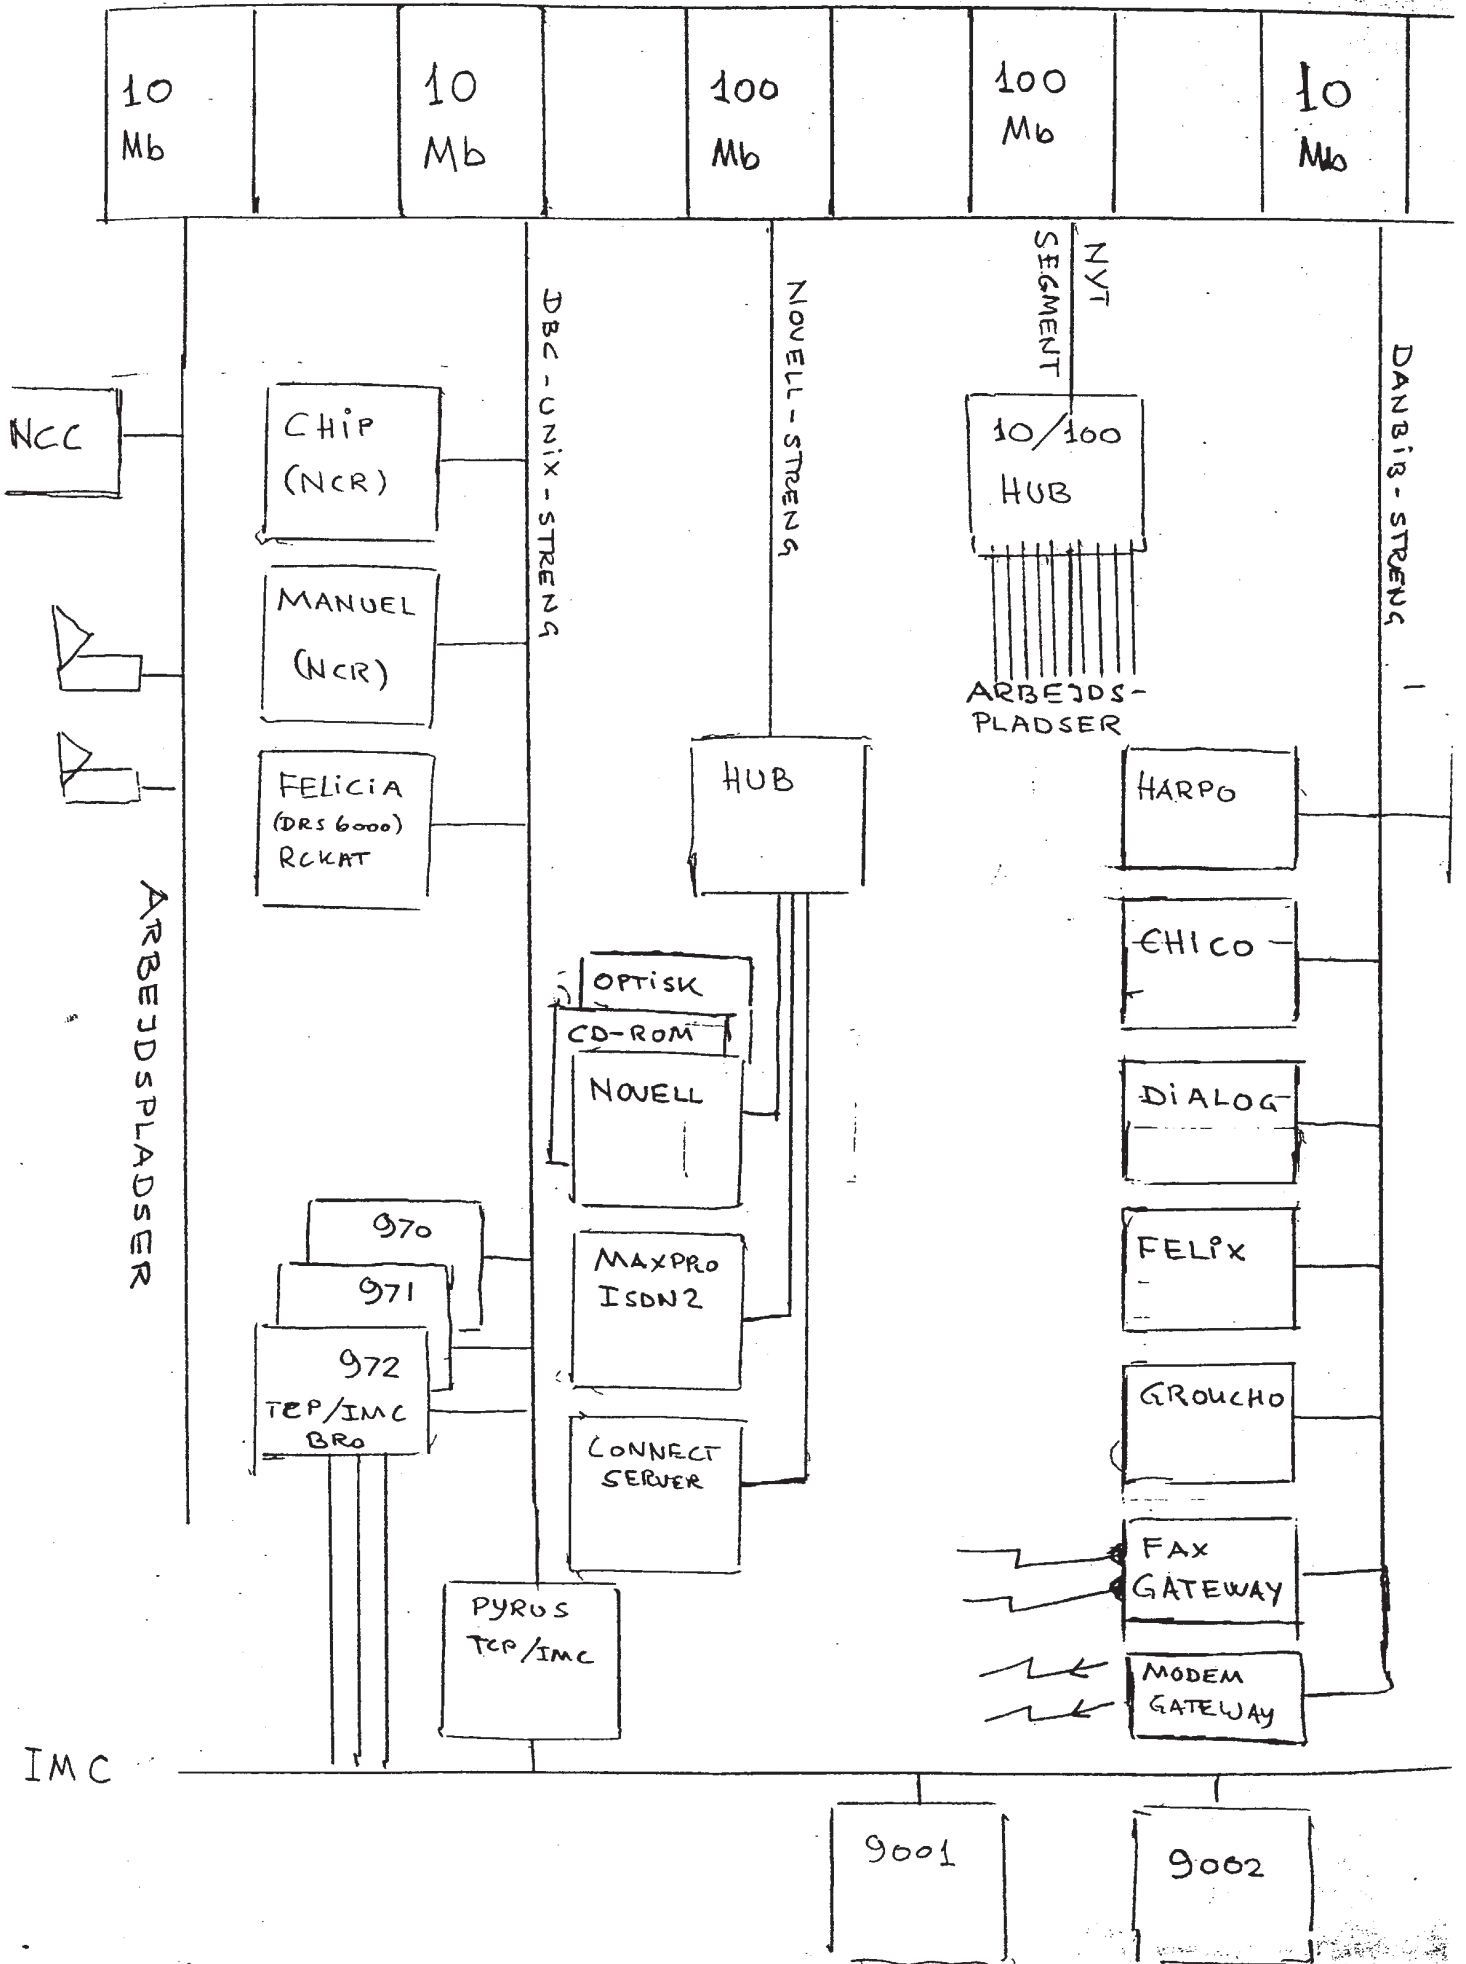 10
Mb
10
Mb
100
Mb
100
Mb
10
Mb
NCC
ARBEJDSPLADSER
CHIP
(NCR)
MANUEL
(NCR)
FELICIA
(DRS 6000)
RCKAT
970
971
972
TCP/IMC
BRO
DBC-UNIX-STRENG
PYRUS
TCP/IMC
NOVELL-STRENG
HUB
OPTISK
CD-ROM
NOVELL
MAXPRO
ISDN2
CONNECT
SERVER
NYT
SEGMENT
10/100
HUB
ARBEJDS-
PLADSER
DANBIB-STRENG
HARPO
CHICO
DIALOG
FELIX
GROUCHO
FAX
GATEWAY
MODEM
GATEWAY
IMC
9001
9002